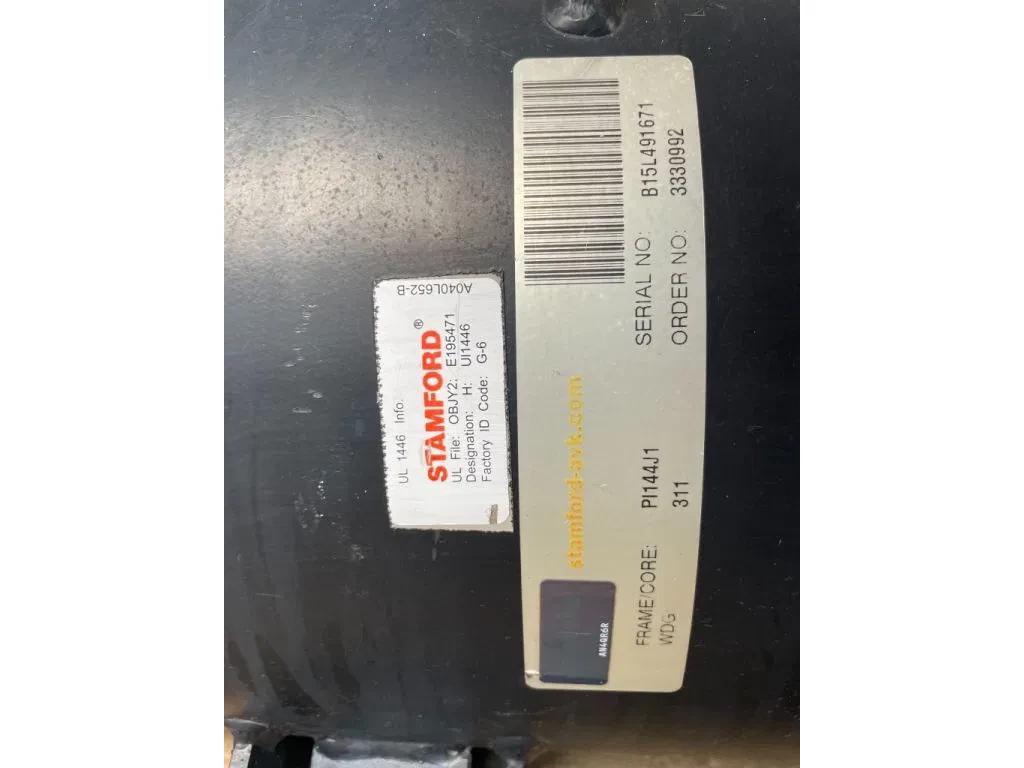 UL 1446 Info.
STAMFORD®
UL File: OBJY2: E195471
Designation: H: UI1446
Factory ID Code: G-6
A040L652-B
stamford-avk.com
AN4QR6R
FRAME/CORE: PI144J1 SERIAL NO: B15L491671
WDG 311 ORDER NO: 3330992